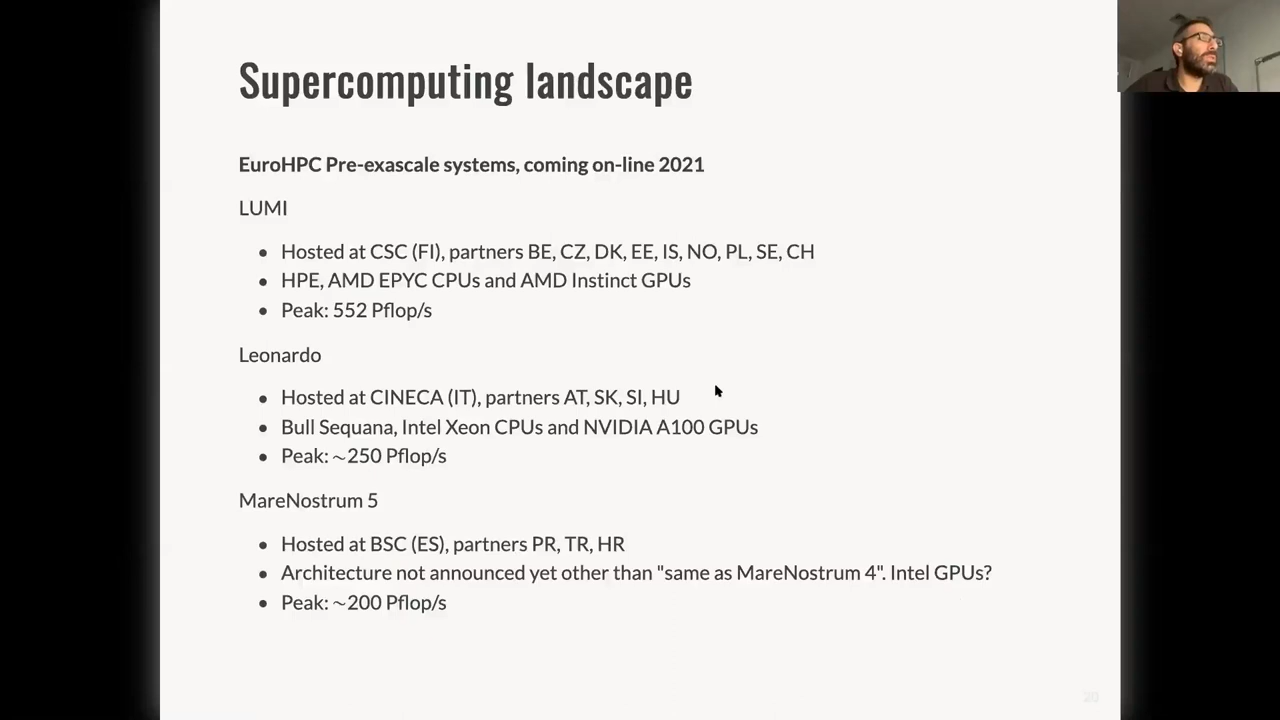 Supercomputing landscape
EuroHPC Pre-exascale systems, coming on-line 2021
LUMI
• Hosted at CSC (FI), partners BE, CZ, DK, EE, IS, NO, PL, SE, CH
• HPE, AMD EPYC CPUs and AMD Instinct GPUs
• Peak: 552 Pflop/s
Leonardo
• Hosted at CINECA (IT), partners AT, SK, SI, HU
• Bull Sequana, Intel Xeon CPUs and NVIDIA A100 GPUs
• Peak: ~250 Pflop/s
MareNostrum 5
• Hosted at BSC (ES), partners PR, TR, HR
• Architecture not announced yet other than "same as MareNostrum 4". Intel GPUs?
• Peak: ~200 Pflop/s